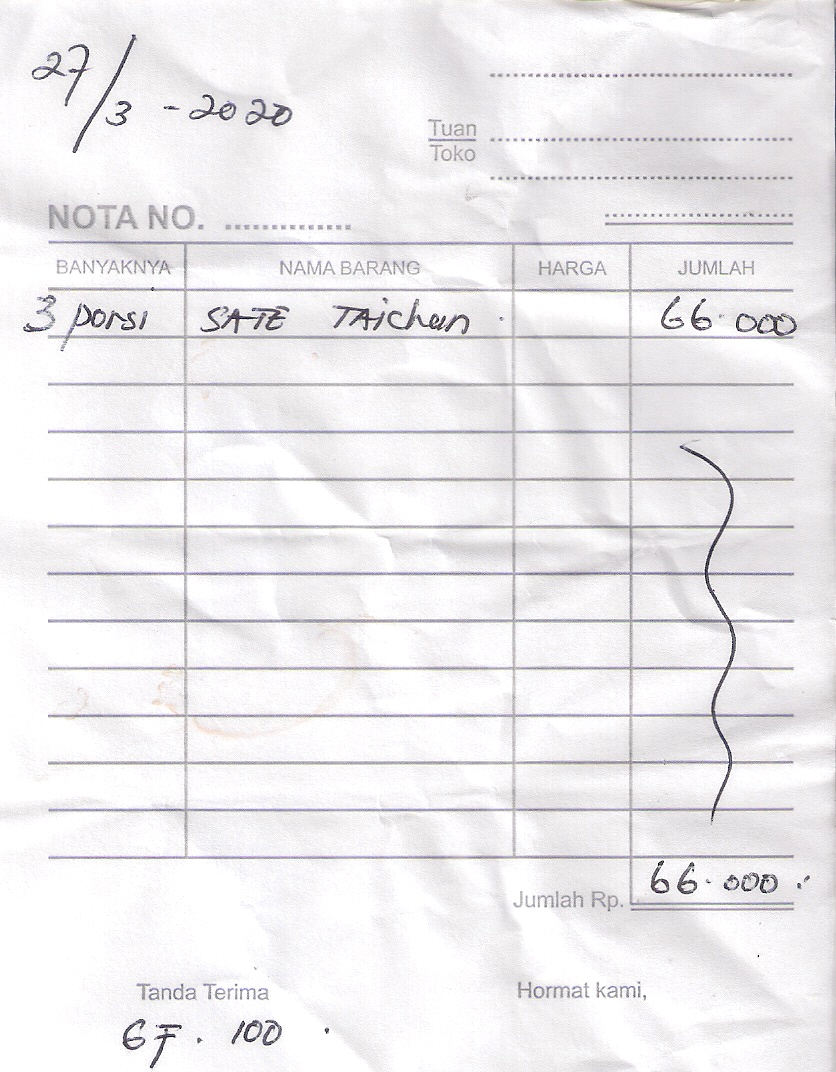 27/3 - 2020
Tuan
Toko
NOTA NO. ................
BANYAKNYA NAMA BARANG HARGA JUMLAH
3 porsi SATE TAichan 66.000
Jumlah Rp. 66.000
Tanda Terima Hormat kami,
GF. 100